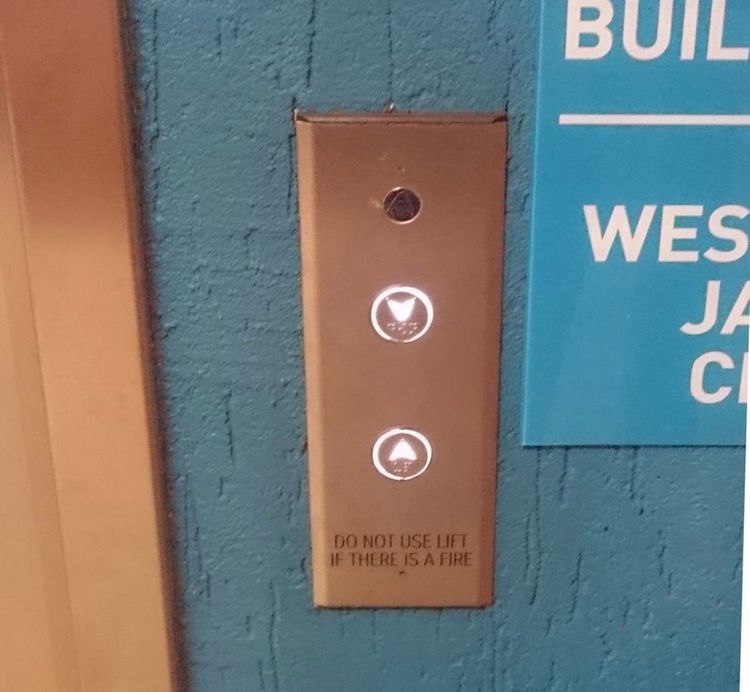 DO NOT USE LIFT
IF THERE IS A FIRE
BUIL
WES
JA